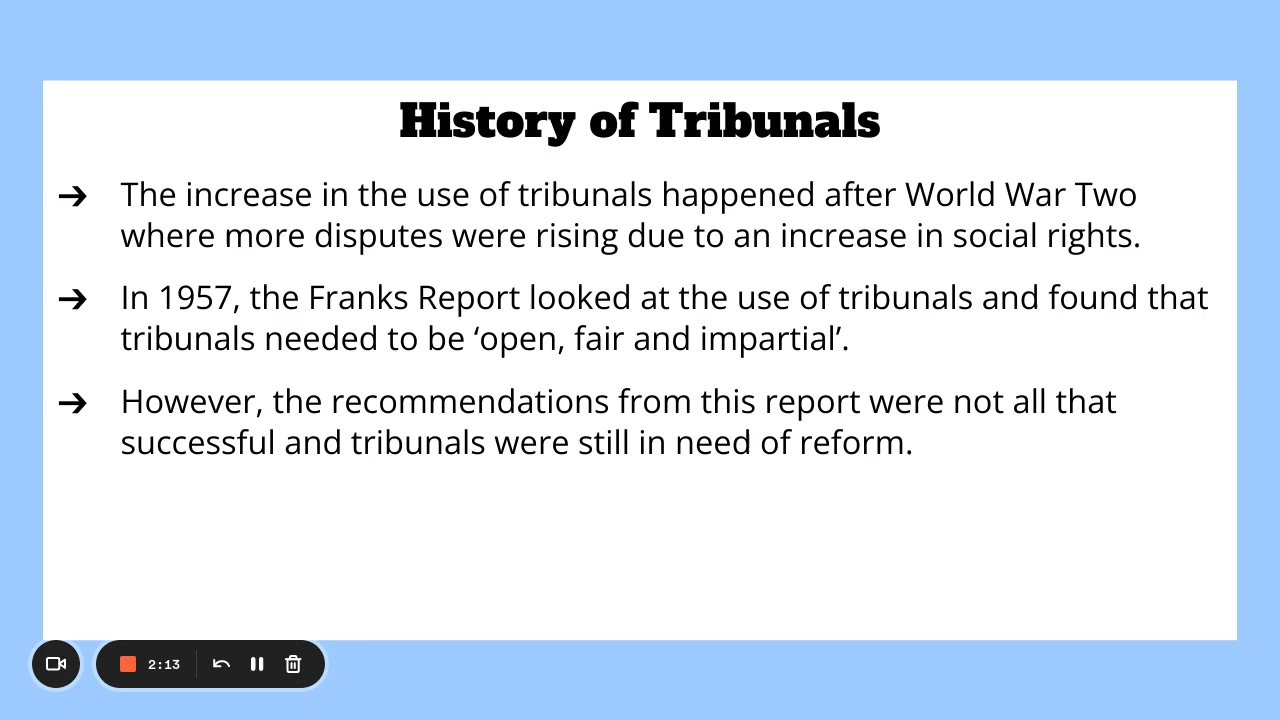 History of Tribunals
➔ The increase in the use of tribunals happened after World War Two
where more disputes were rising due to an increase in social rights.
➔ In 1957, the Franks Report looked at the use of tribunals and found that
tribunals needed to be ‘open, fair and impartial’.
➔ However, the recommendations from this report were not all that
successful and tribunals were still in need of reform.
2:13